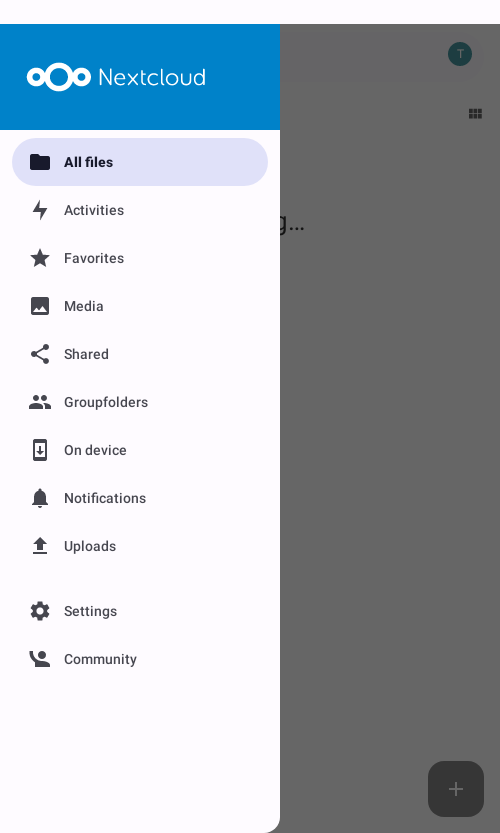 Nextcloud
T
All files
Activities
g...
Favorites
Media
Shared
Groupfolders
On device
Notifications
Uploads
Settings
Community